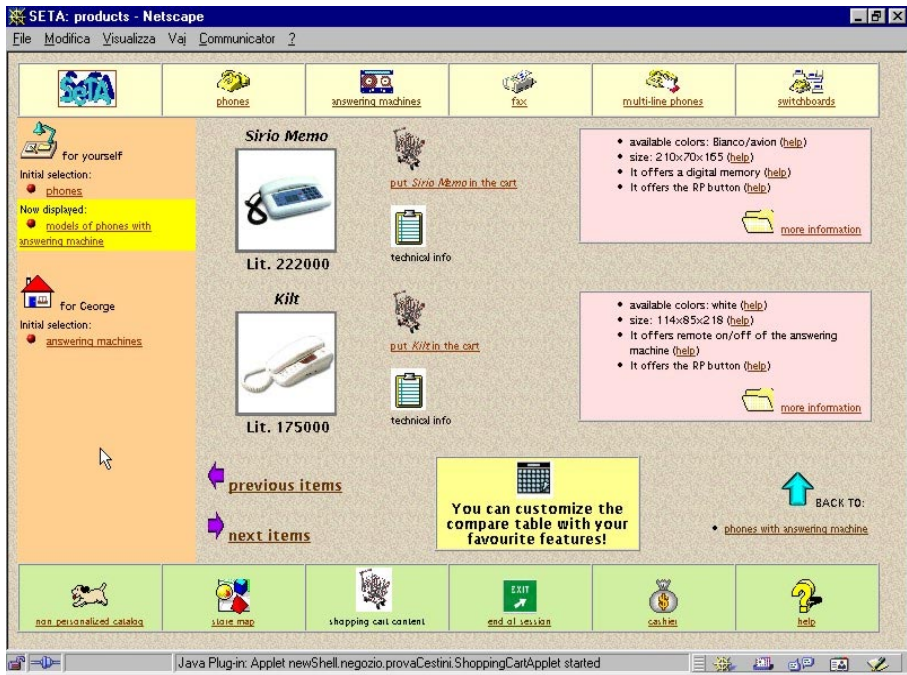 SETA: products - Netscape
File Modifica Visualizza Vai Communicator ?
SETA
phones
answering machines
fax
multi-line phones
switchboards
for yourself
Initial selection:
phones
Now displayed:
models of phones with
answering machine
for George
Initial selection:
answering machines
Sirio Memo
Lit. 222000
put Sirio Memo in the cart
technical info
available colors: Bianco/avion (help)
size: 210x70x165 (help)
It offers a digital memory (help)
It offers the RP button (help)
more information
Kilt
Lit. 175000
put Kilt in the cart
technical info
available colors: white (help)
size: 114x85x218 (help)
It offers remote on/off of the answering
machine (help)
It offers the RP button (help)
more information
previous items
next items
You can customize the
compare table with your
favourite features!
BACK TO:
phones with answering machine
non personalized catalog
store map
shopping cart content
EXIT
end of session
cashier
help
Java Plug-in: Applet newShell.negozio.provaCestini.ShoppingCartApplet started